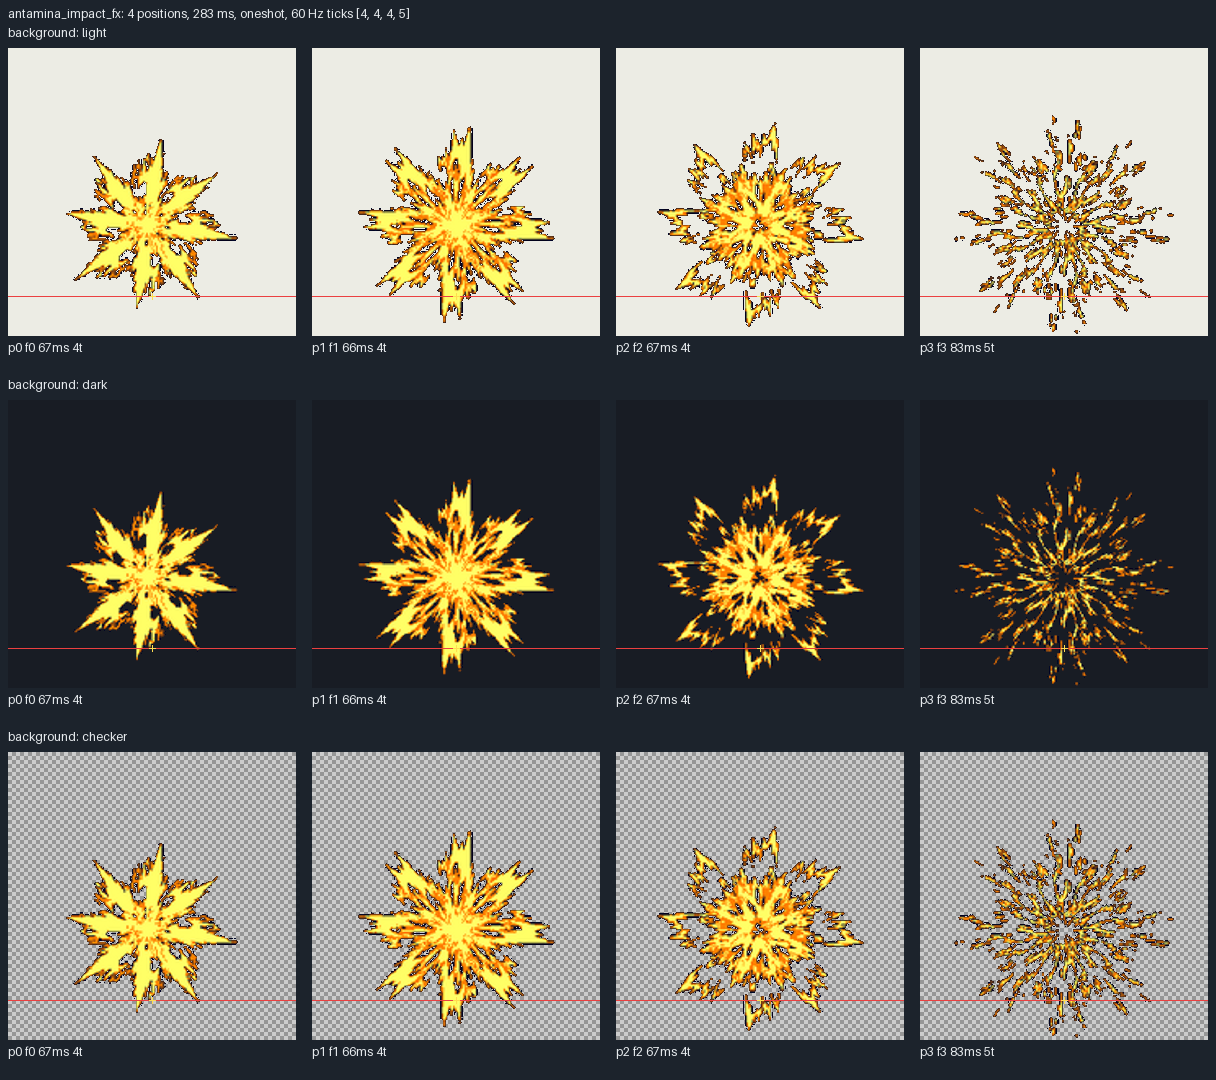 antamina_impact_fx: 4 positions, 283 ms, oneshot, 60 Hz ticks [4, 4, 4, 5]
background: light
p0 f0 67ms 4t
p1 f1 66ms 4t
p2 f2 67ms 4t
p3 f3 83ms 5t
background: dark
p0 f0 67ms 4t
p1 f1 66ms 4t
p2 f2 67ms 4t
p3 f3 83ms 5t
background: checker
p0 f0 67ms 4t
p1 f1 66ms 4t
p2 f2 67ms 4t
p3 f3 83ms 5t